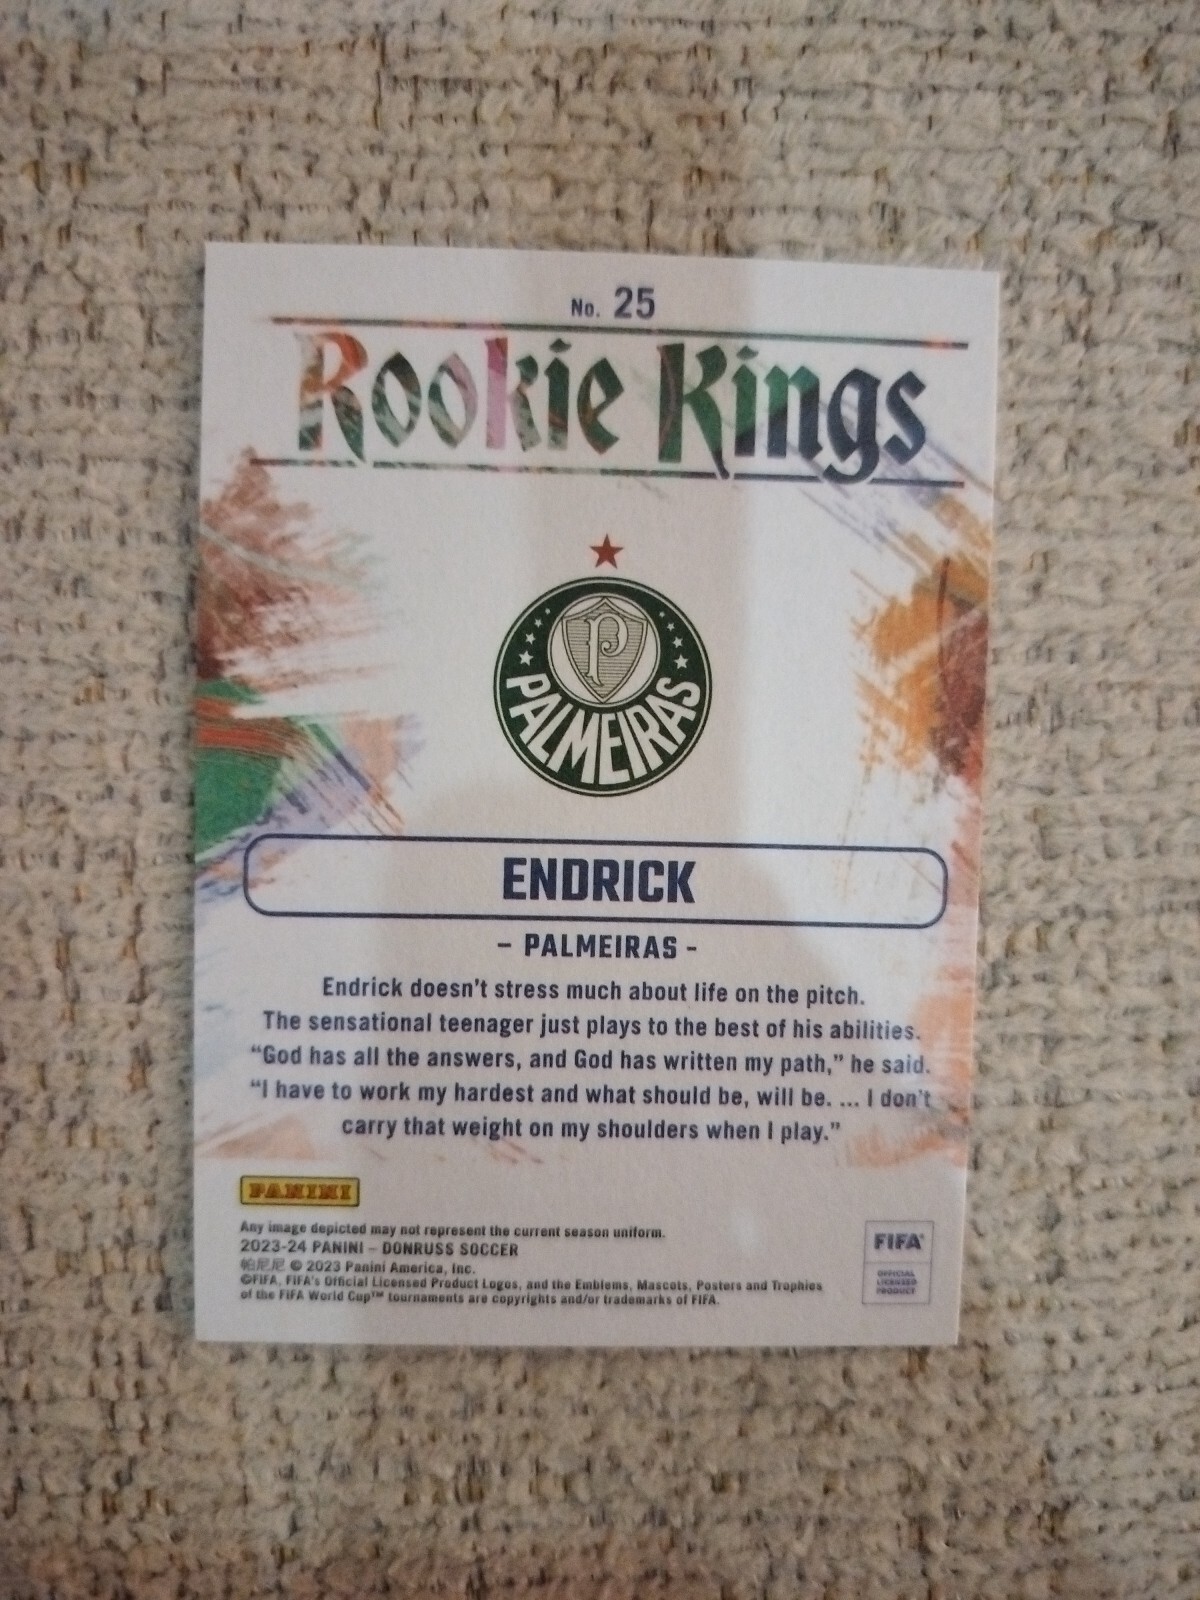 No. 25
Rookie Kings
P
PALMEIRAS
ENDRICK
- PALMEIRAS -
Endrick doesn't stress much about life on the pitch.
The sensational teenager just plays to the best of his abilities.
“God has all the answers, and God has written my path,” he said.
“I have to work my hardest and what should be, will be. ... I don't
carry that weight on my shoulders when I play.”
PANINI
Any image depicted may not represent the current season uniform.
2023-24 PANINI – DONRUSS SOCCER
帕尼尼 © 2023 Panini America, Inc.
©FIFA, FIFA's Official Licensed Product Logos, and the Emblems, Mascots, Posters and Trophies
of the FIFA World Cup™ tournaments are copyrights and/or trademarks of FIFA.
FIFA®
OFFICIAL
LICENSED
PRODUCT